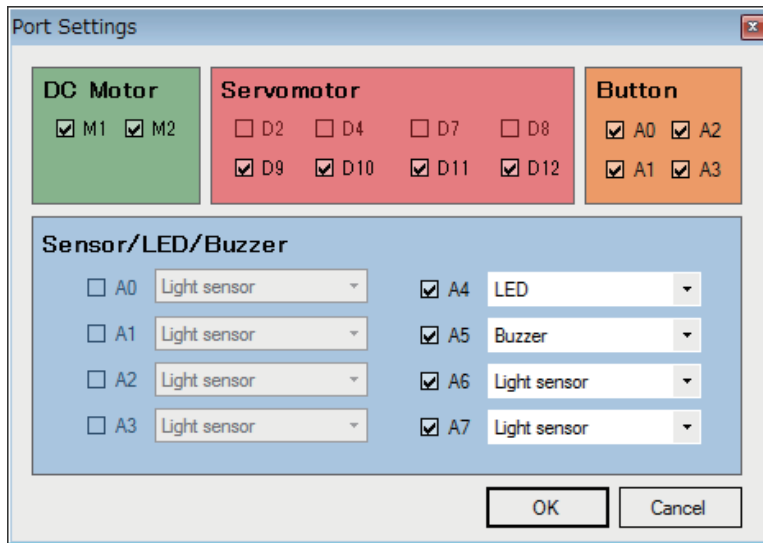 Port Settings
DC Motor
M1 M2
Servomotor
D2 D4 D7 D8
D9 D10 D11 D12
Button
A0 A2
A1 A3
Sensor/LED/Buzzer
A0 Light sensor
A1 Light sensor
A2 Light sensor
A3 Light sensor
A4 LED
A5 Buzzer
A6 Light sensor
A7 Light sensor
OK Cancel